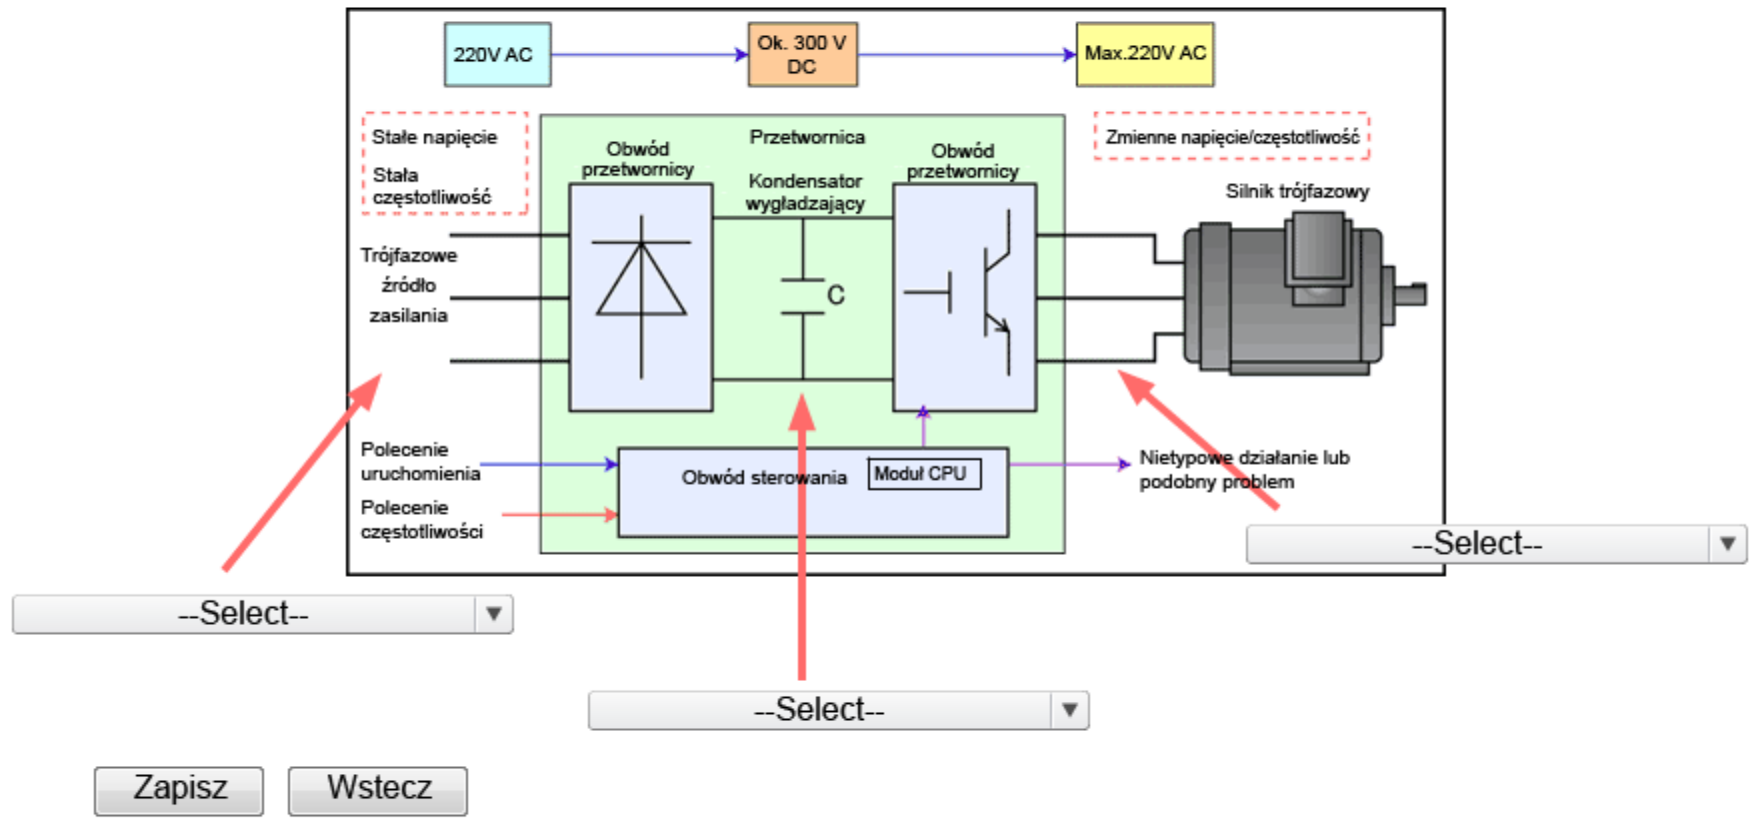 220V AC
Ok. 300 V
DC
Max.220V AC
Stałe napięcie
Stała
częstotliwość
Obwód
przetwornicy
Przetwornica
Kondensator
wygładzający
Obwód
przetwornicy
Zmienne napięcie/częstotliwość
Silnik trójfazowy
Trójfazowe
źródło
zasilania
C
Polecenie
uruchomienia
Polecenie
częstotliwości
Obwód sterowania
Moduł CPU
Nietypowe działanie lub
podobny problem
--Select--
--Select--
--Select--
Zapisz
Wstecz